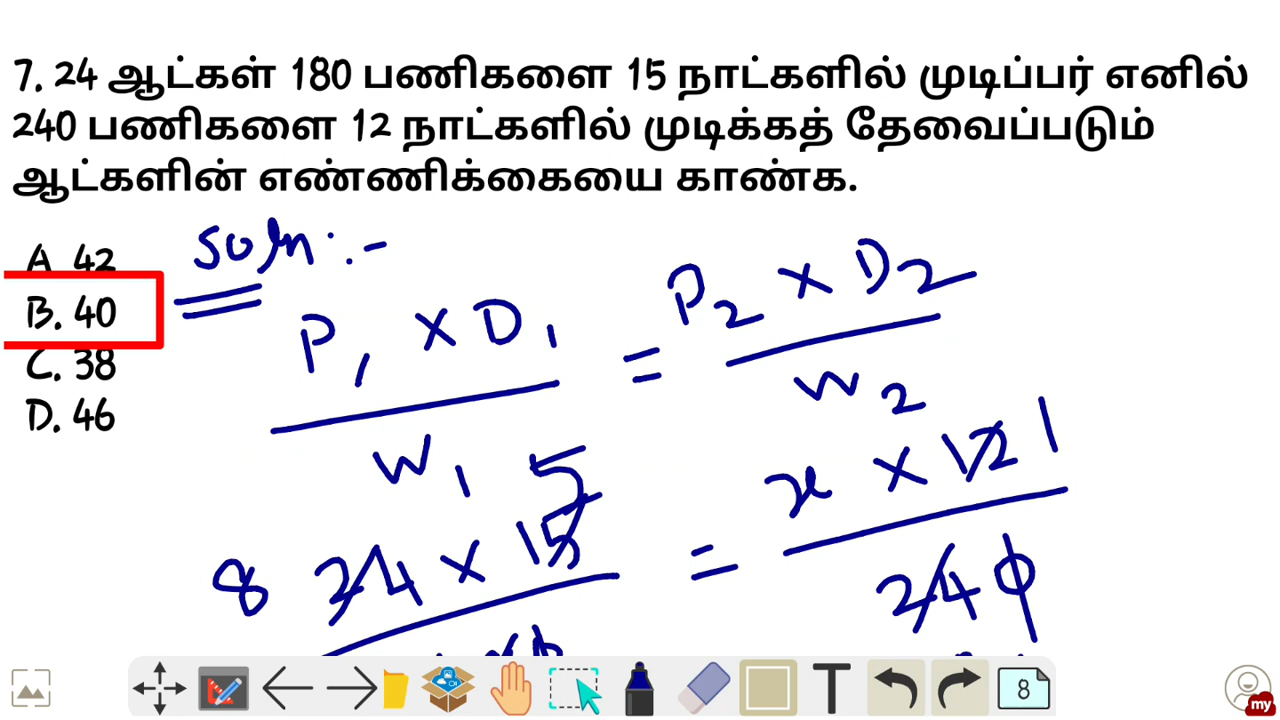 7. 24 ஆட்கள் 180 பணிகளை 15 நாட்களில் முடிப்பர் எனில்
240 பணிகளை 12 நாட்களில் முடிக்கத் தேவைப்படும்
ஆட்களின் எண்ணிக்கையை காண்க.
A. 42
B. 40
C. 38
D. 46
Soln :-
P1 × D1 / W1 = P2 × D2 / W2
8 24 × 15 5 = x × 12 1 / 240
8
my